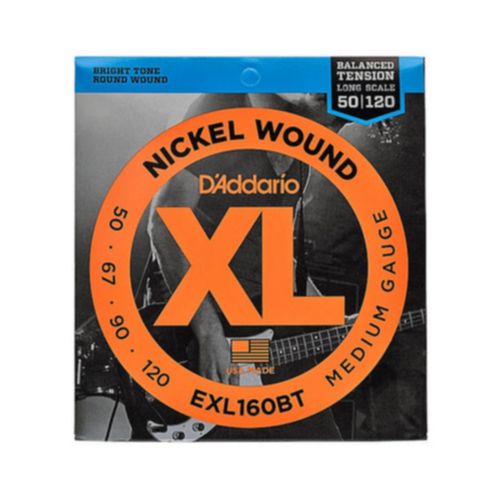 BRIGHT TONE
ROUND WOUND
BALANCED
TENSION
LONG SCALE
50|120
NICKEL WOUND
D'Addario
XL
50 · 67 · 90 · 120
MEDIUM GAUGE
USA MADE
EXL160BT